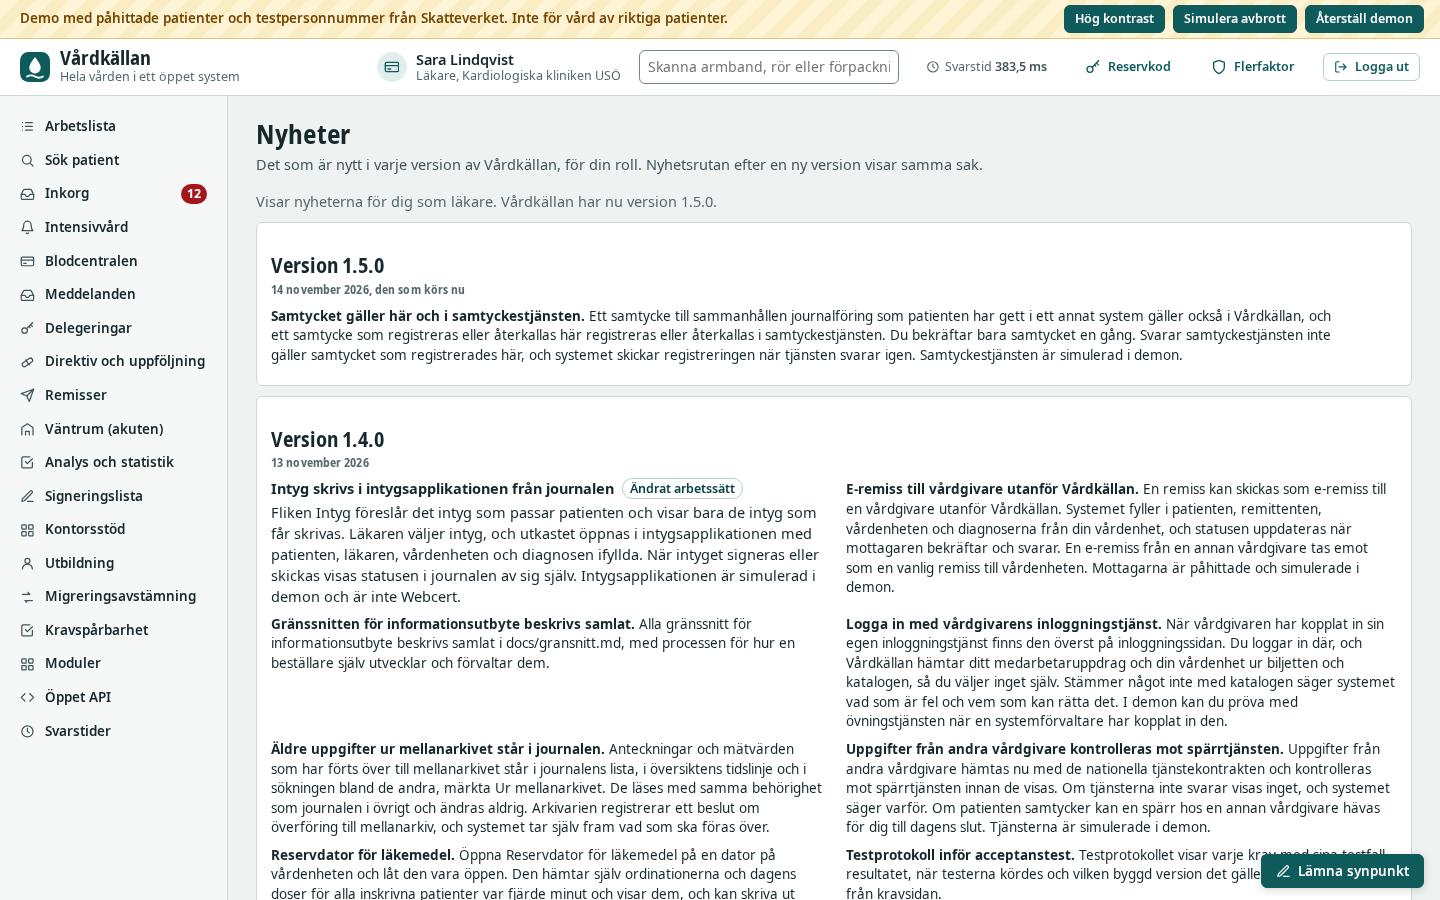 Demo med påhittade patienter och testpersonnummer från Skatteverket. Inte för vård av riktiga patienter.
Hög kontrast
Simulera avbrott
Återställ demon
Vårdkällan
Hela vården i ett öppet system
Sara Lindqvist
Läkare, Kardiologiska kliniken USÖ
Skanna armband, rör eller förpackni
Svarstid 383,5 ms
Reservkod
Flerfaktor
Logga ut
Arbetslista
Sök patient
Inkorg
12
Intensivvård
Blodcentralen
Meddelanden
Delegeringar
Direktiv och uppföljning
Remisser
Väntrum (akuten)
Analys och statistik
Signeringslista
Kontorsstöd
Utbildning
Migreringsavstämning
Kravspårbarhet
Moduler
Öppet API
Svarstider
Nyheter
Det som är nytt i varje version av Vårdkällan, för din roll. Nyhetsrutan efter en ny version visar samma sak.
Visar nyheterna för dig som läkare. Vårdkällan har nu version 1.5.0.
Version 1.5.0
14 november 2026, den som körs nu
Samtycket gäller här och i samtyckestjänsten. Ett samtycke till sammanhållen journalföring som patienten har gett i ett annat system gäller också i Vårdkällan, och
ett samtycke som registreras eller återkallas här registreras eller återkallas i samtyckestjänsten. Du bekräftar bara samtycket en gång. Svarar samtyckestjänsten inte
gäller samtycket som registrerades här, och systemet skickar registreringen när tjänsten svarar igen. Samtyckestjänsten är simulerad i demon.
Version 1.4.0
13 november 2026
Intyg skrivs i intygsapplikationen från journalen
Ändrat arbetssätt
Fliken Intyg föreslår det intyg som passar patienten och visar bara de intyg som
får skrivas. Läkaren väljer intyg, och utkastet öppnas i intygsapplikationen med
patienten, läkaren, vårdenheten och diagnosen ifyllda. När intyget signeras eller
skickas visas statusen i journalen av sig själv. Intygsapplikationen är simulerad i
demon och är inte Webcert.
E-remiss till vårdgivare utanför Vårdkällan. En remiss kan skickas som e-remiss till
en vårdgivare utanför Vårdkällan. Systemet fyller i patienten, remittenten,
vårdenheten och diagnoserna från din vårdenhet, och statusen uppdateras när
mottagaren bekräftar och svarar. En e-remiss från en annan vårdgivare tas emot
som en vanlig remiss till vårdenheten. Mottagarna är påhittade och simulerade i
demon.
Gränssnitten för informationsutbyte beskrivs samlat. Alla gränssnitt för
informationsutbyte beskrivs samlat i docs/gransnitt.md, med processen för hur en
beställare själv utvecklar och förvaltar dem.
Logga in med vårdgivarens inloggningstjänst. När vårdgivaren har kopplat in sin
egen inloggningstjänst finns den överst på inloggningssidan. Du loggar in där, och
Vårdkällan hämtar ditt medarbetaruppdrag och din vårdenhet ur biljetten och
katalogen, så du väljer inget själv. Stämmer något inte med katalogen säger systemet
vad som är fel och vem som kan rätta det. I demon kan du pröva med
övningstjänsten när en systemförvaltare har kopplat in den.
Äldre uppgifter ur mellanarkivet står i journalen. Anteckningar och mätvärden
som har förts över till mellanarkivet står i journalens lista, i översiktens tidslinje och i
sökningen bland de andra, märkta Ur mellanarkivet. De läses med samma behörighet
som journalen i övrigt och ändras aldrig. Arkivarien registrerar ett beslut om
överföring till mellanarkiv, och systemet tar själv fram vad som ska föras över.
Uppgifter från andra vårdgivare kontrolleras mot spärrtjänsten. Uppgifter från
andra vårdgivare hämtas nu med de nationella tjänstekontrakten och kontrolleras
mot spärrtjänsten innan de visas. Om tjänsterna inte svarar visas inget, och systemet
säger varför. Om patienten samtycker kan en spärr hos en annan vårdgivare hävas
för dig till dagens slut. Tjänsterna är simulerade i demon.
Reservdator för läkemedel. Öppna Reservdator för läkemedel på en dator på
vårdenheten och låt den vara öppen. Den hämtar själv ordinationerna och dagens
doser för alla inskrivna patienter var fjärde minut och visar dem, och kan skriva ut
Testprotokoll inför acceptanstest. Testprotokollet visar varje krav med sina testfall,
resultatet, när testerna kördes och vilken byggd version det gälle
från kravsidan.
Lämna synpunkt